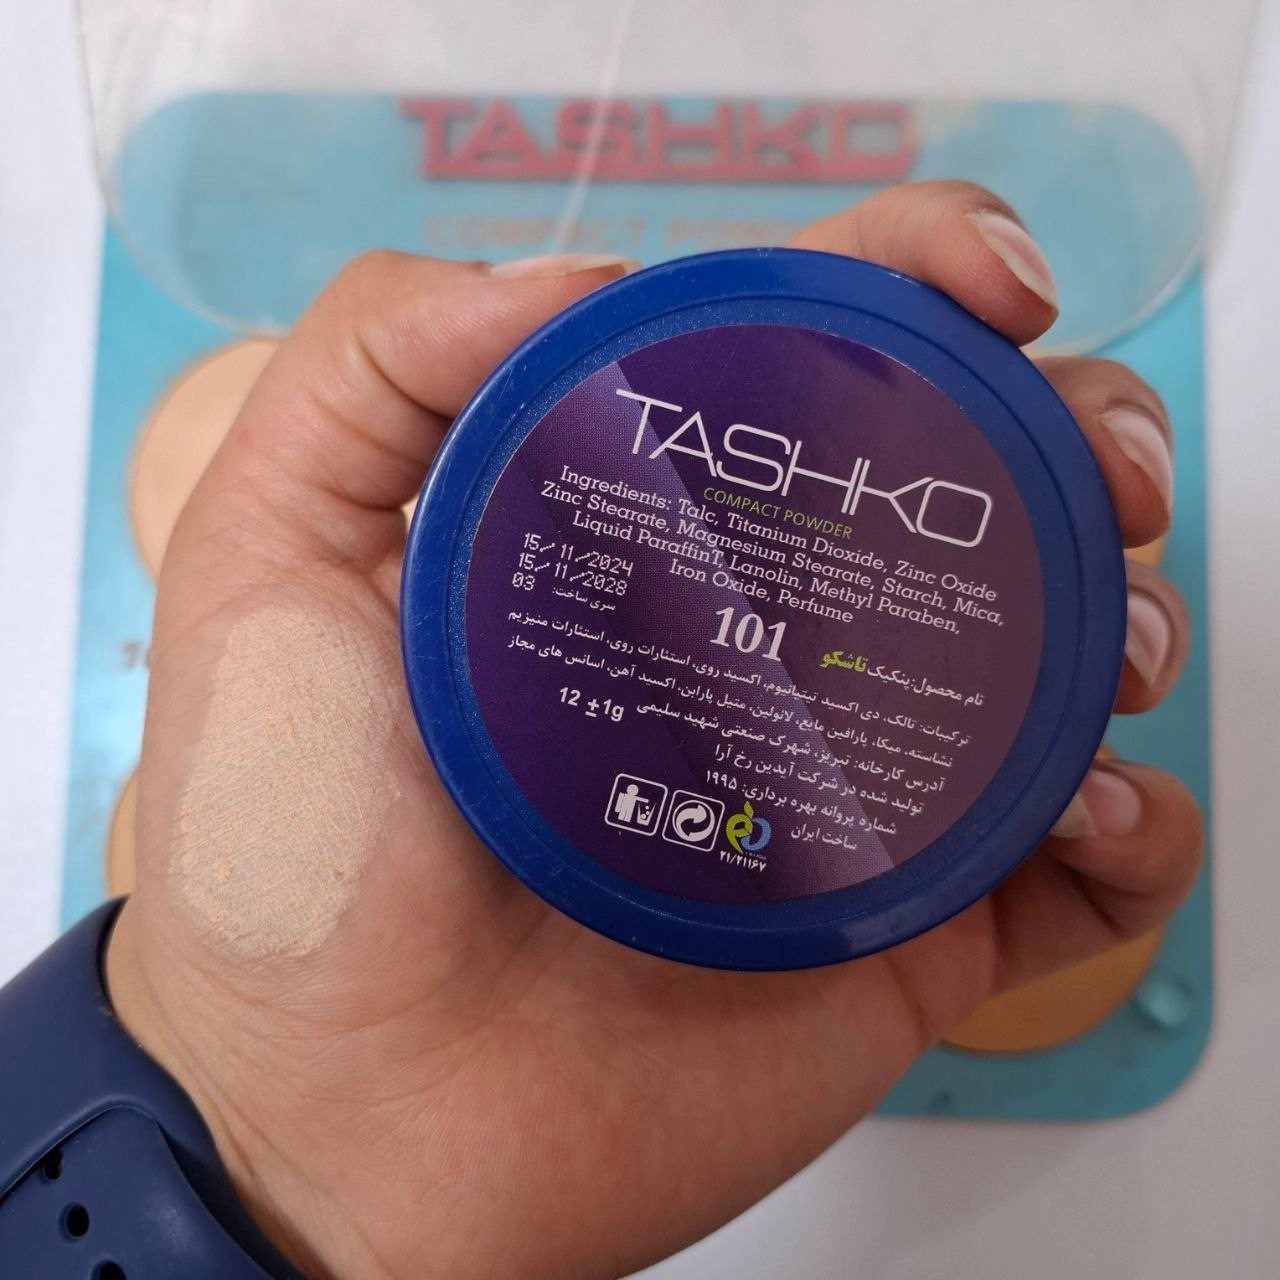 TASHKO
COMPACT
TASHKO
COMPACT POWDER
Ingredients: Talc, Titanium Dioxide, Zinc Oxide
Zinc Stearate, Magnesium Stearate, Starch, Mica,
Liquid ParaffinT, Lanolin, Methyl Paraben,
Iron Oxide, Perfume
15/11/2024
15/11/2028
03
سری ساخت:
101
نام محصول: پنکیک تاشکو
ترکیبات: تالک، دی اکسید تیتیانیوم، اکسید روی، استئارات روی، استئارات منیزیم
نشاسته، میکا، پارافین مایع، لانولین، متیل پارابن، اکسید آهن، اسانس های مجاز
آدرس کارخانه: تبریز، شهرک صنعتی شهید سلیمی
12 ±1g
تولید شده در شرکت آیدین رخ آرا
شماره پروانه بهره برداری: ۱۹۹۵
ساخت ایران
۲۱/۲۱۱۶۷